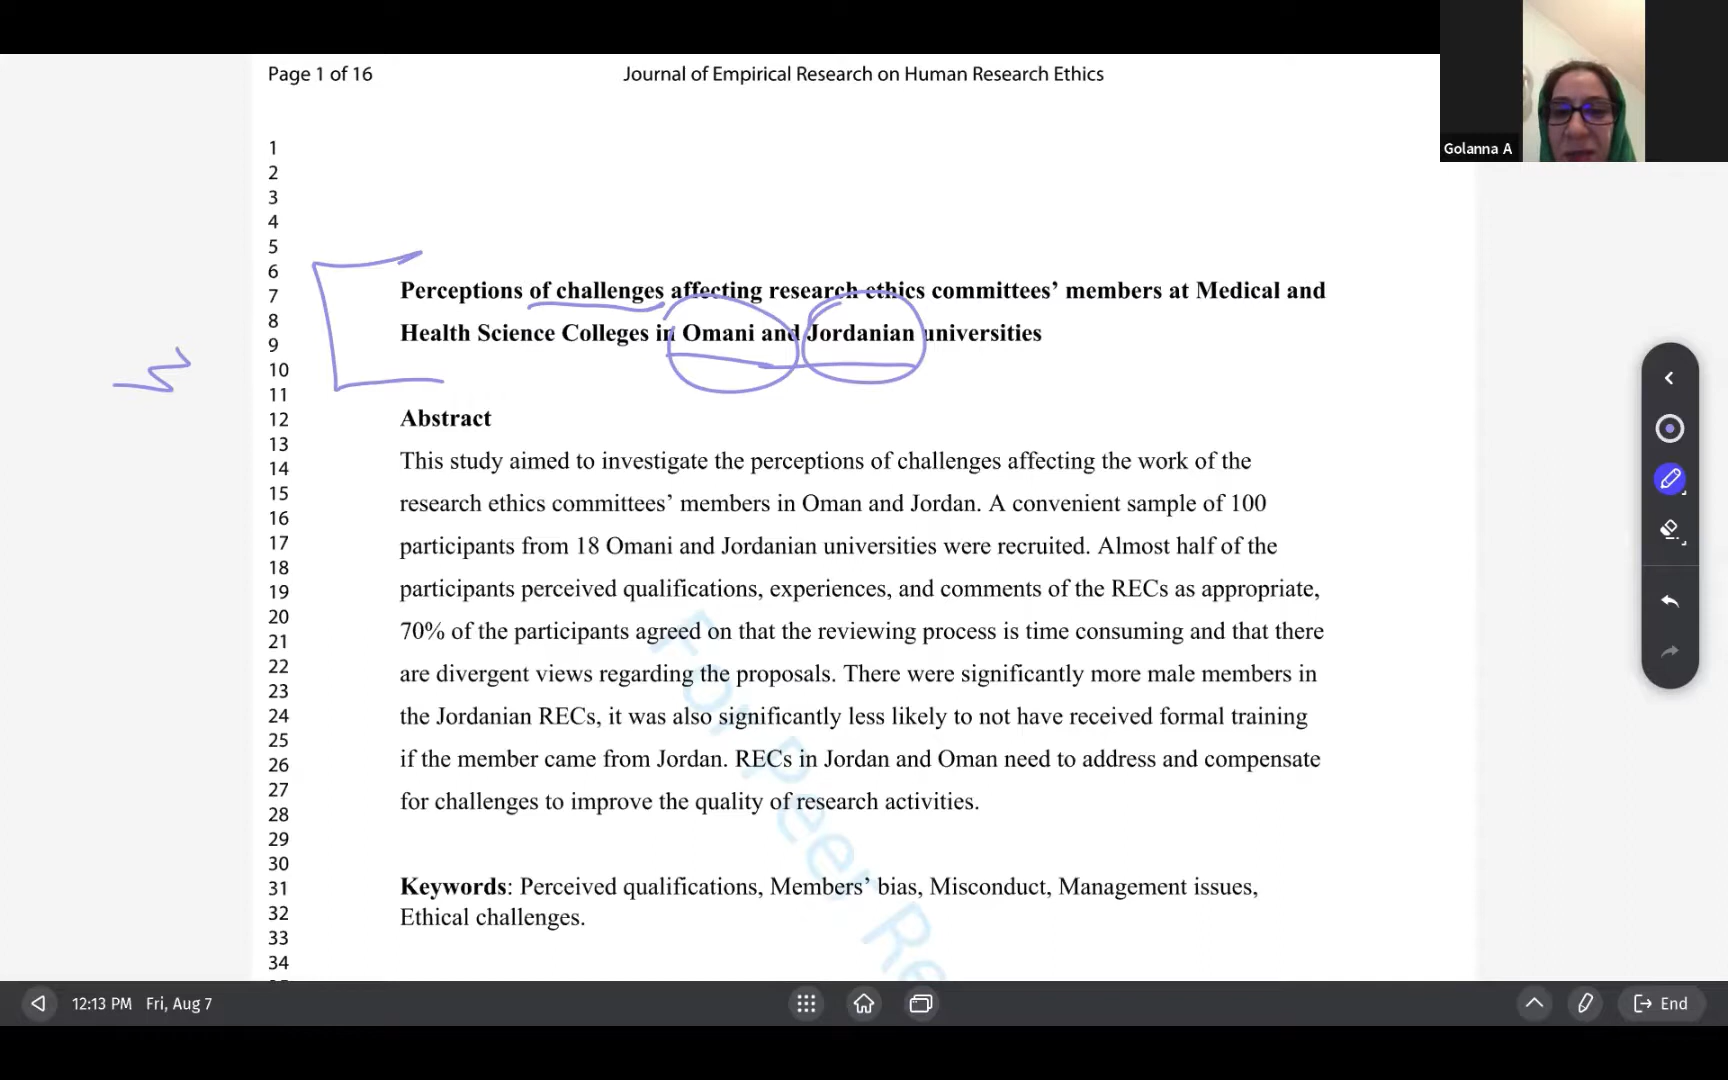 Page 1 of 16
Journal of Empirical Research on Human Research Ethics
Golanna A
1
2
3
4
5
6
7
8
9
10
11
12
13
14
15
16
17
18
19
20
21
22
23
24
25
26
27
28
29
30
31
32
33
34
Perceptions of challenges affecting research ethics committees’ members at Medical and
Health Science Colleges in Omani and Jordanian universities
Abstract
This study aimed to investigate the perceptions of challenges affecting the work of the
research ethics committees’ members in Oman and Jordan. A convenient sample of 100
participants from 18 Omani and Jordanian universities were recruited. Almost half of the
participants perceived qualifications, experiences, and comments of the RECs as appropriate,
70% of the participants agreed on that the reviewing process is time consuming and that there
are divergent views regarding the proposals. There were significantly more male members in
the Jordanian RECs, it was also significantly less likely to not have received formal training
if the member came from Jordan. RECs in Jordan and Oman need to address and compensate
for challenges to improve the quality of research activities.
Keywords: Perceived qualifications, Members’ bias, Misconduct, Management issues,
Ethical challenges.
For Peer Re
12:13 PM Fri, Aug 7
End